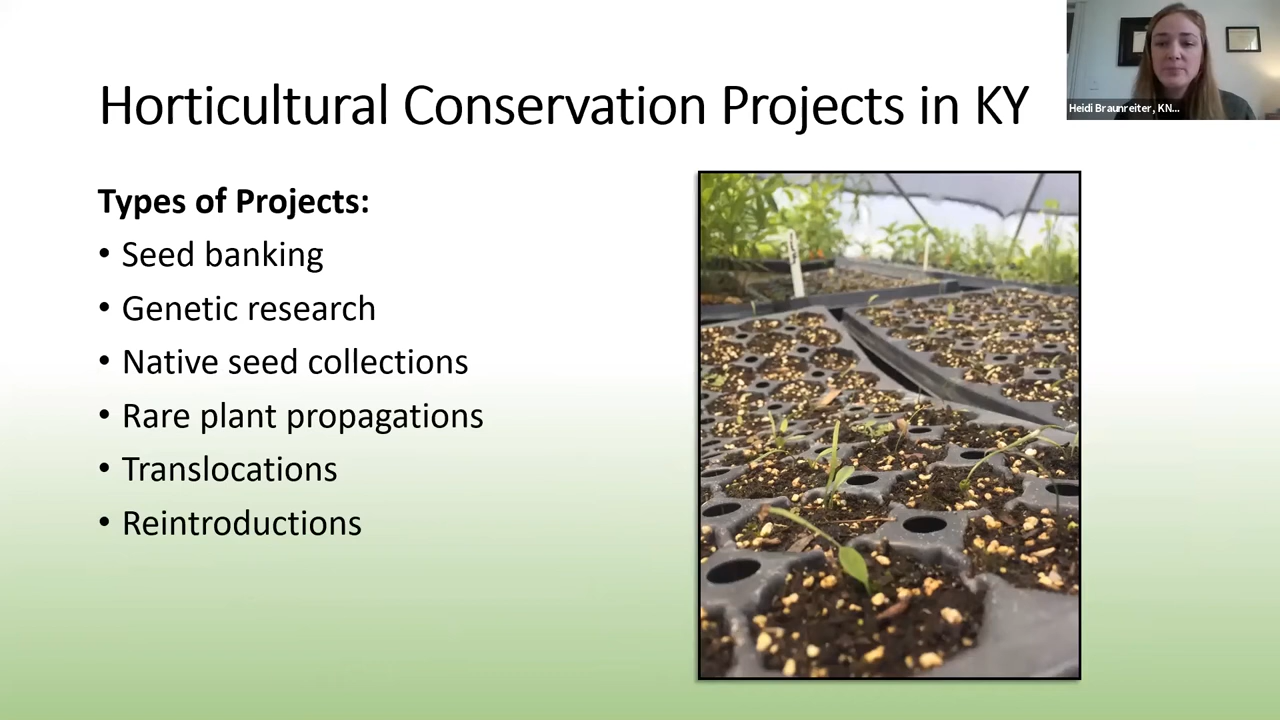 Horticultural Conservation Projects in KY
Heidi Braunreiter, KN...
Types of Projects:
• Seed banking
• Genetic research
• Native seed collections
• Rare plant propagations
• Translocations
• Reintroductions